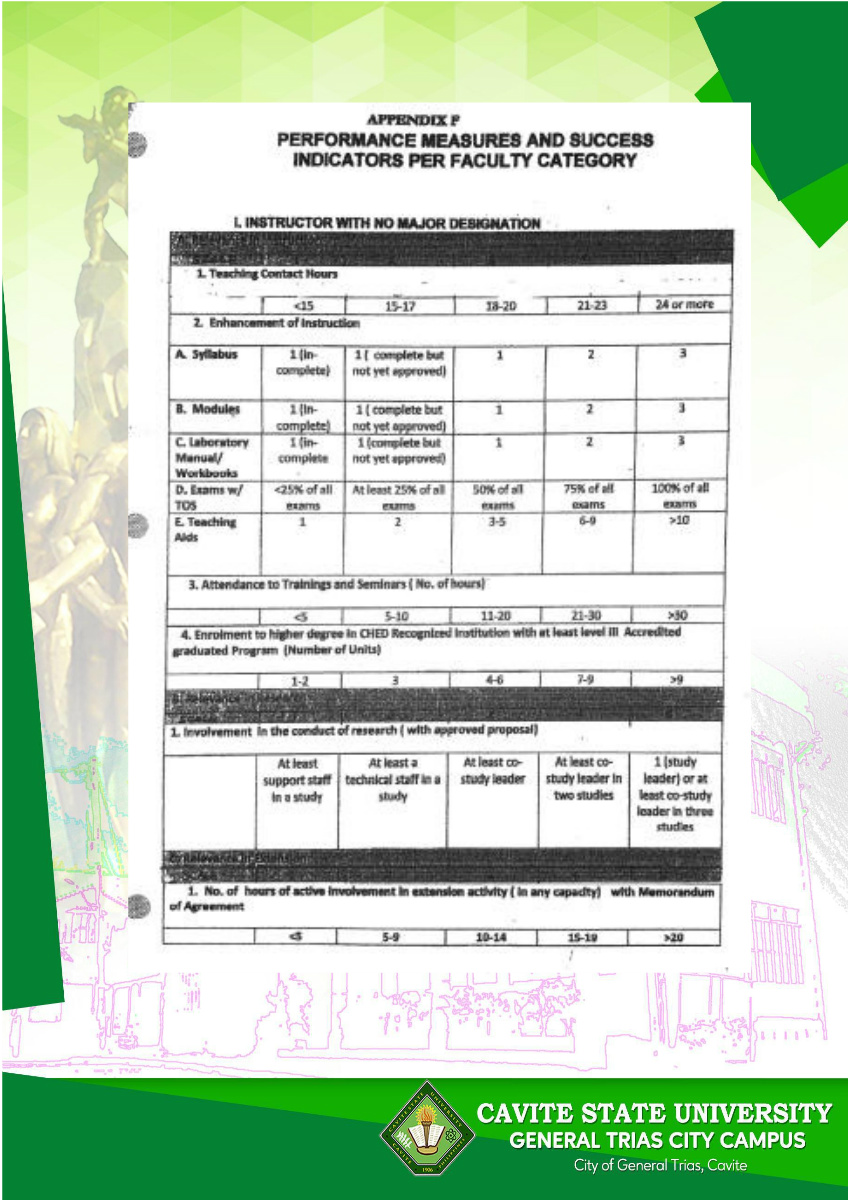 APPENDIX F
PERFORMANCE MEASURES AND SUCCESS
INDICATORS PER FACULTY CATEGORY
I. INSTRUCTOR WITH NO MAJOR DESIGNATION
1. Teaching Contact Hours
<15 15-17 18-20 21-23 24 or more
2. Enhancement of Instruction
A. Syllabus 1 (in- 1 ( complete but 1 2 3
complete) not yet approved)
B. Modules 1 (in- 1 ( complete but 1 2 3
complete) not yet approved)
C. Laboratory 1 (in- 1 (complete but 1 2 3
Manual/ complete not yet approved)
Workbooks
D. Exams w/ <25% of all At least 25% of all 50% of all 75% of all 100% of all
TOS exams exams exams exams exams
E. Teaching 1 2 3-5 6-9 >10
Aids
3. Attendance to Trainings and Seminars ( No. of hours)
<5 5-10 11-20 21-30 >30
4. Enrolment to higher degree in CHED Recognized Institution with at least level III Accredited
graduated Program (Number of Units)
1-2 3 4-6 7-9 >9
B. Relevance
1. Involvement in the conduct of research ( with approved proposal)
At least At least a At least co- At least co- 1 (study
support staff technical staff in a study leader study leader in leader) or at
in a study study two studies least co-study
leader in three
studies
C. Relevance in Extension
1. No. of hours of active involvement in extension activity ( in any capacity) with Memorandum
of Agreement
<5 5-9 10-14 15-19 >20
CAVITE STATE UNIVERSITY
GENERAL TRIAS CITY CAMPUS
City of General Trias, Cavite
1906